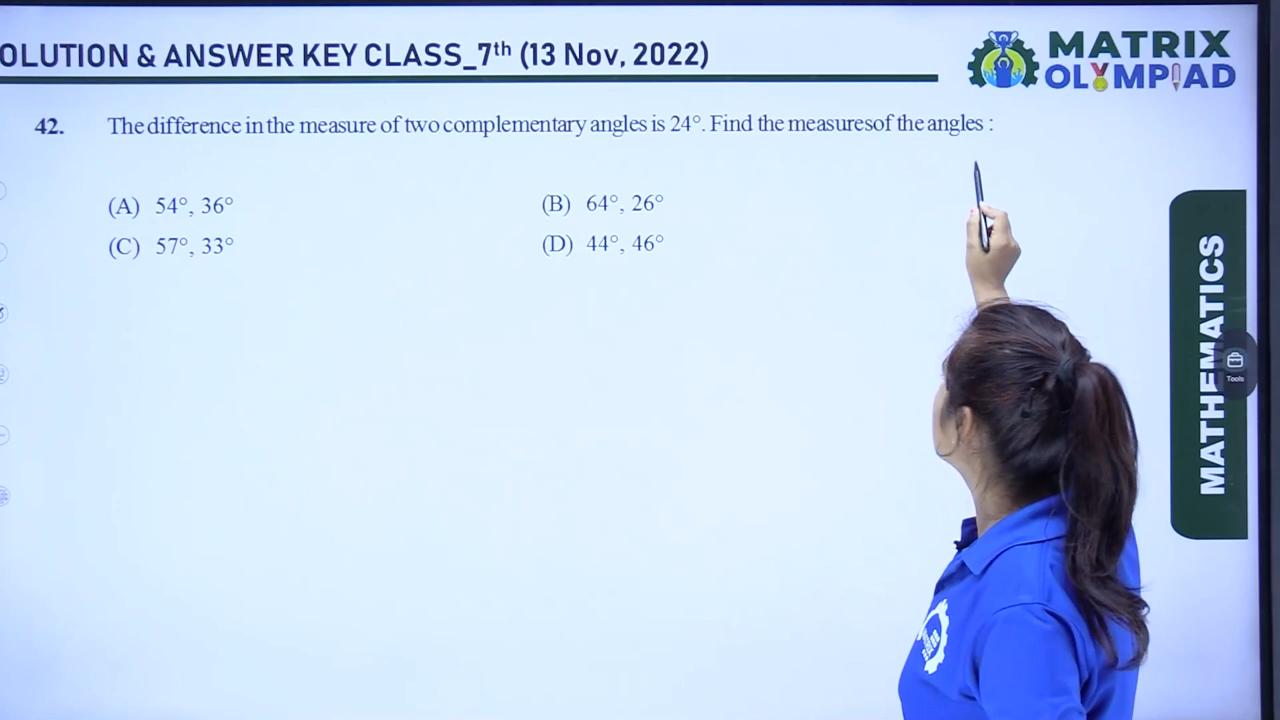 OLUTION & ANSWER KEY CLASS_7th (13 Nov, 2022)
MATRIX
OLYMPIAD
42. The difference in the measure of two complementary angles is 24°. Find the measuresof the angles :
(A) 54°, 36° (B) 64°, 26°
(C) 57°, 33° (D) 44°, 46°
MATHEMATICS
Tools